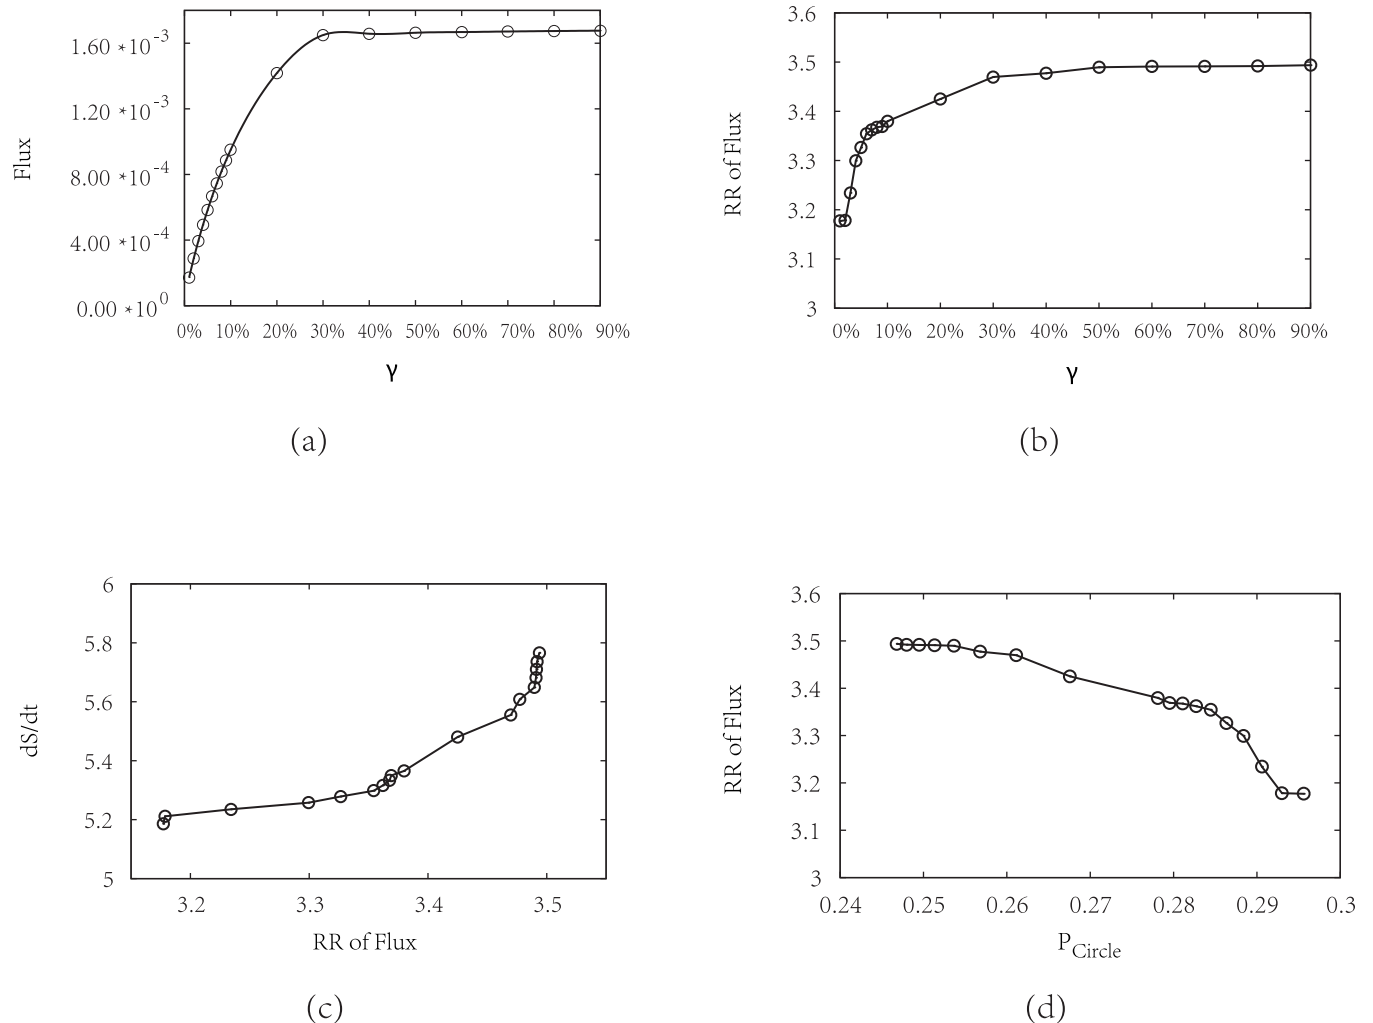 Flux
1.60 *10^-3
1.20 *10^-3
8.00 *10^-4
4.00 *10^-4
0.00 *10^0
0% 10% 20% 30% 40% 50% 60% 70% 80% 90%
γ
(a)
RR of Flux
3.6
3.5
3.4
3.3
3.2
3.1
3
0% 10% 20% 30% 40% 50% 60% 70% 80% 90%
γ
(b)
dS/dt
6
5.8
5.6
5.4
5.2
5
3.2 3.3 3.4 3.5
RR of Flux
(c)
RR of Flux
3.6
3.5
3.4
3.3
3.2
3.1
3
0.24 0.25 0.26 0.27 0.28 0.29 0.3
P_Circle
(d)